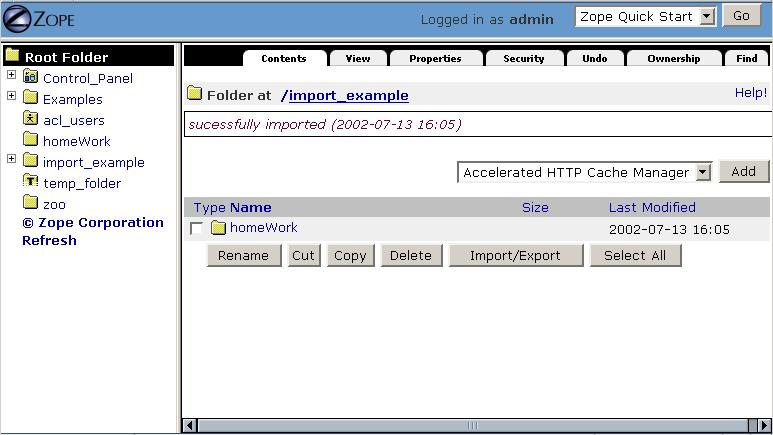 ZOPE
Logged in as admin
Zope Quick Start
Go
Root Folder
Control_Panel
Examples
acl_users
homeWork
import_example
temp_folder
zoo
© Zope Corporation
Refresh
Contents View Properties Security Undo Ownership Find
Folder at /import_example
Help!
sucessfully imported (2002-07-13 16:05)
Accelerated HTTP Cache Manager Add
Type Name Size Last Modified
homeWork 2002-07-13 16:05
Rename Cut Copy Delete Import/Export Select All